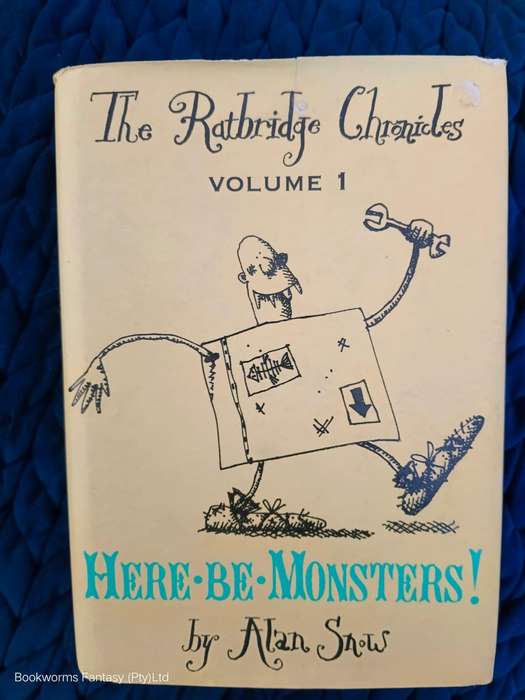 The Ratbridge Chronicles
VOLUME 1
HERE·BE·MONSTERS!
by Alan Snow
Bookworms Fantasy (Pty)Ltd